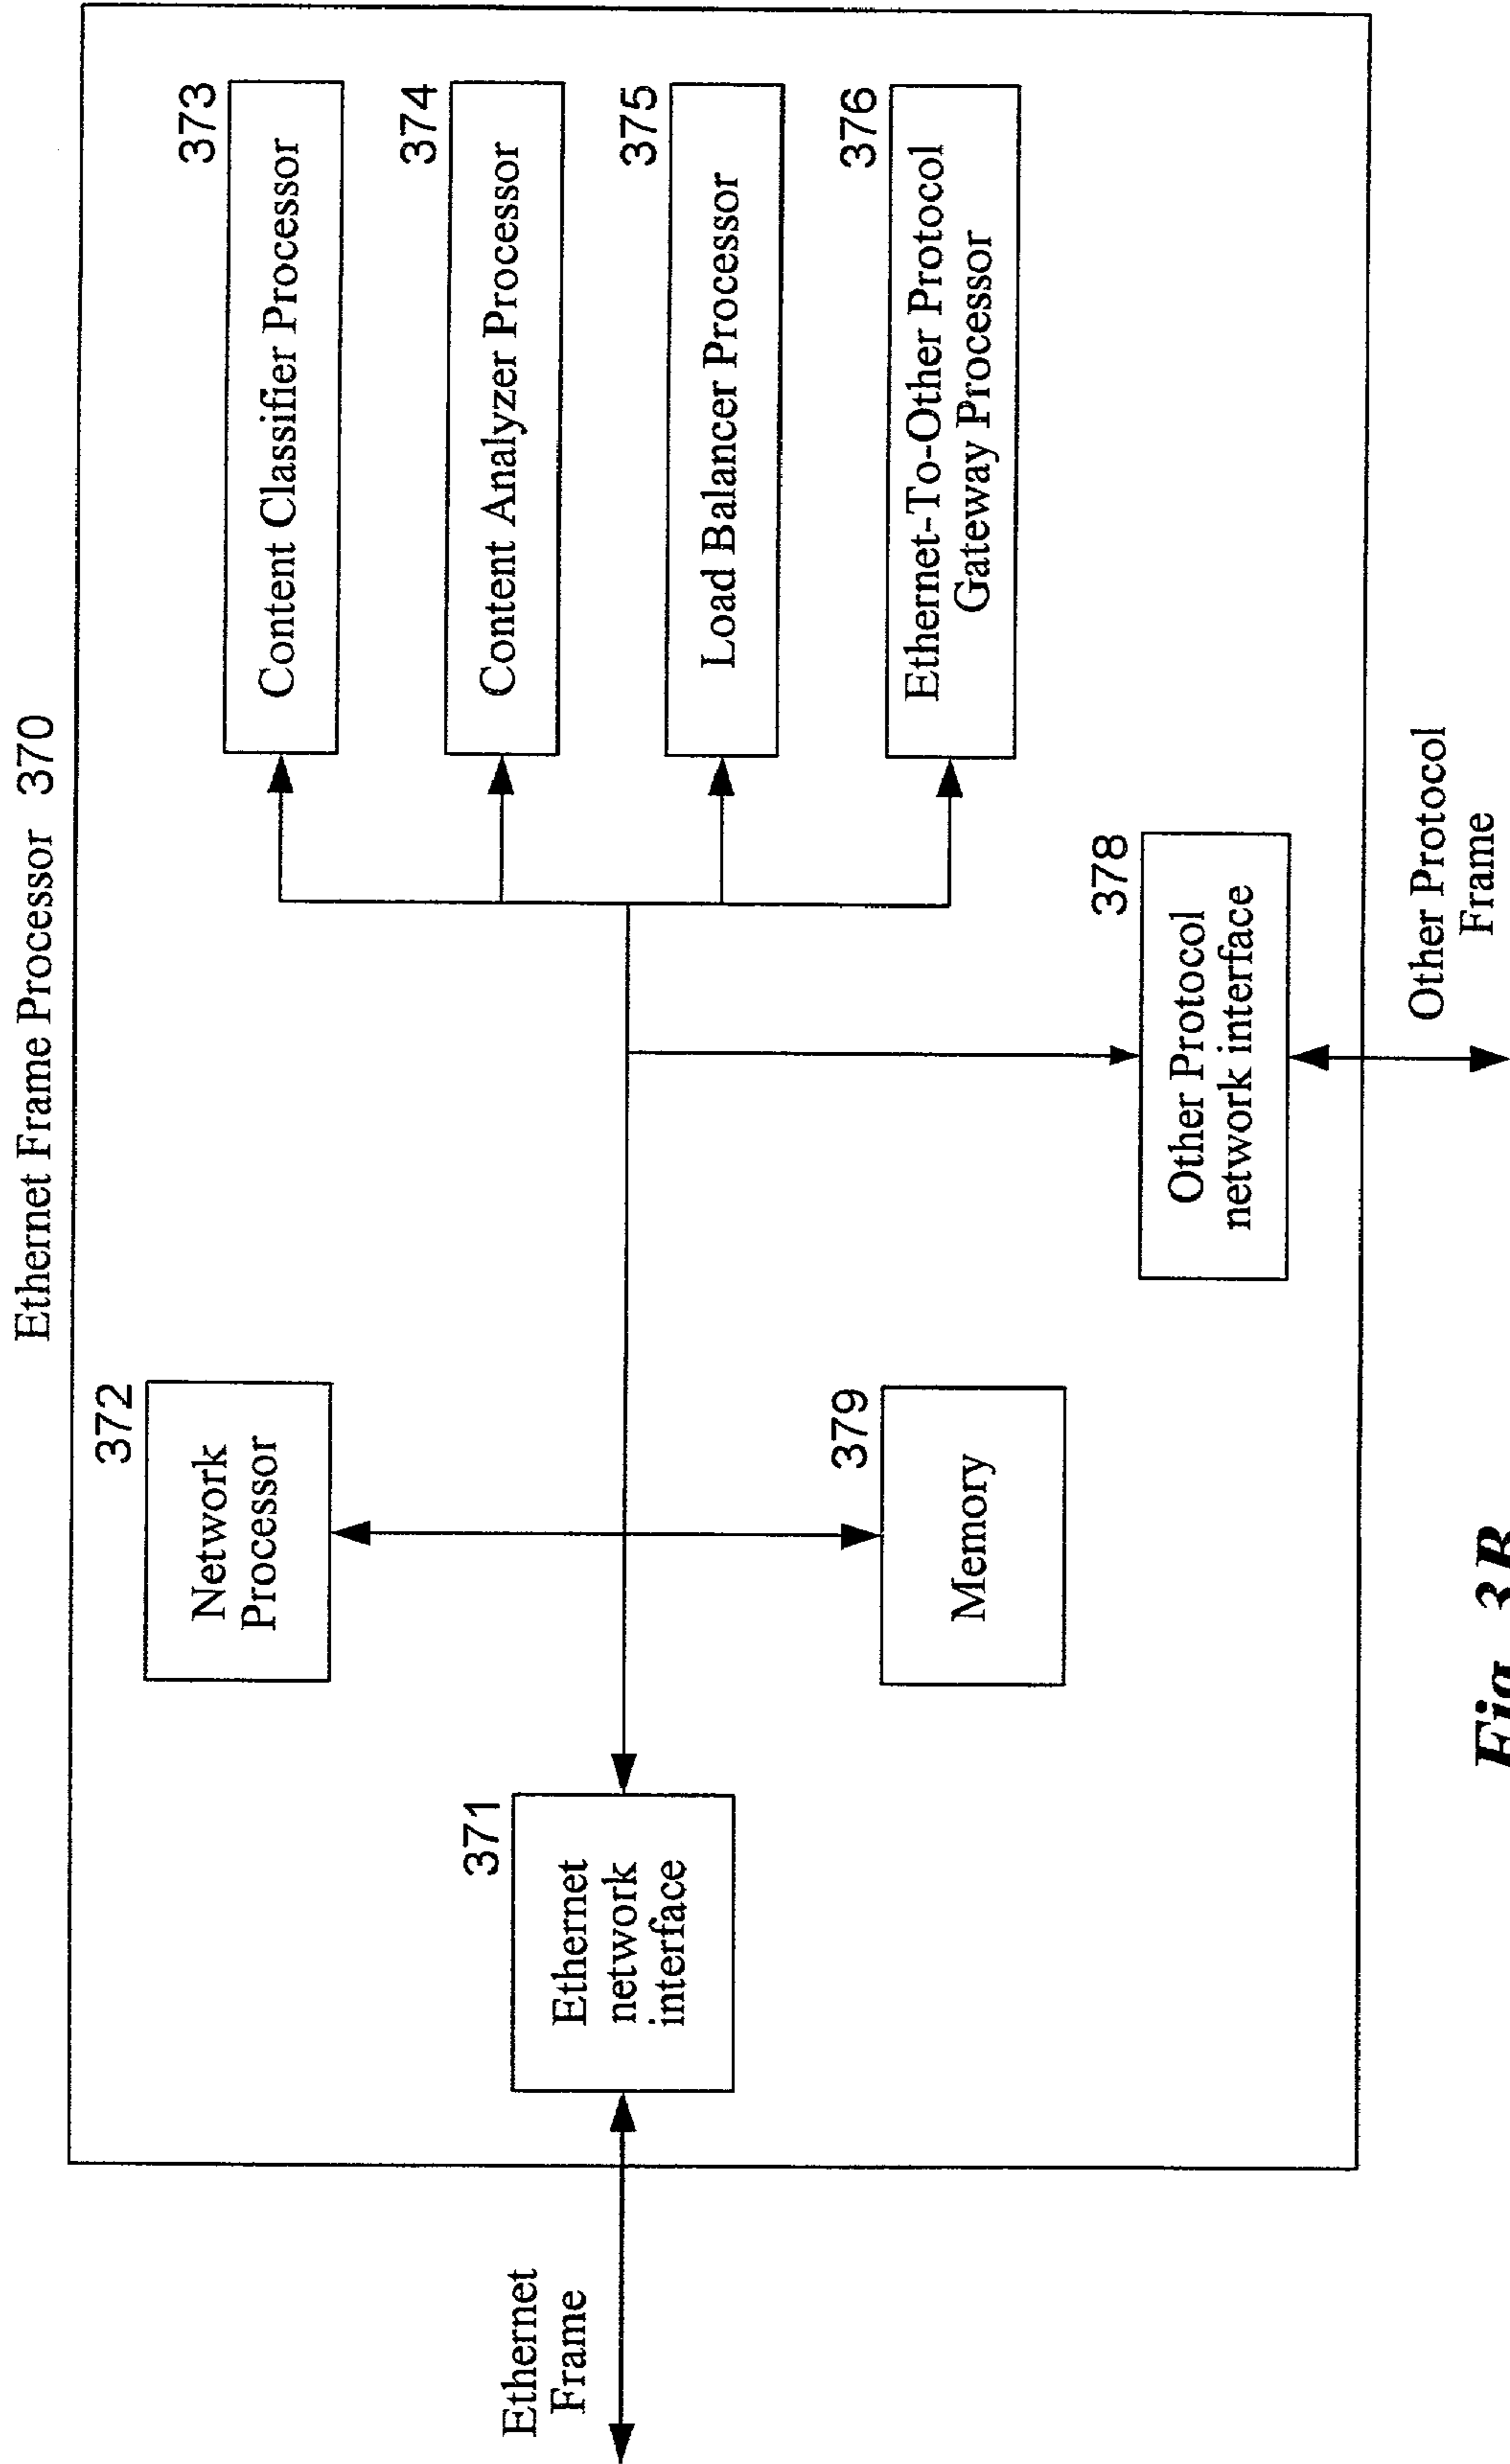 Ethernet Frame Processor 370
372
Network
Processor
373
Content Classifier Processor
374
Content Analyzer Processor
371
Ethernet
network
interface
Ethernet
Frame
375
Load Balancer Processor
379
Memory
376
Ethernet-To-Other Protocol
Gateway Processor
378
Other Protocol
network interface
Other Protocol
Frame
Fig. 3B